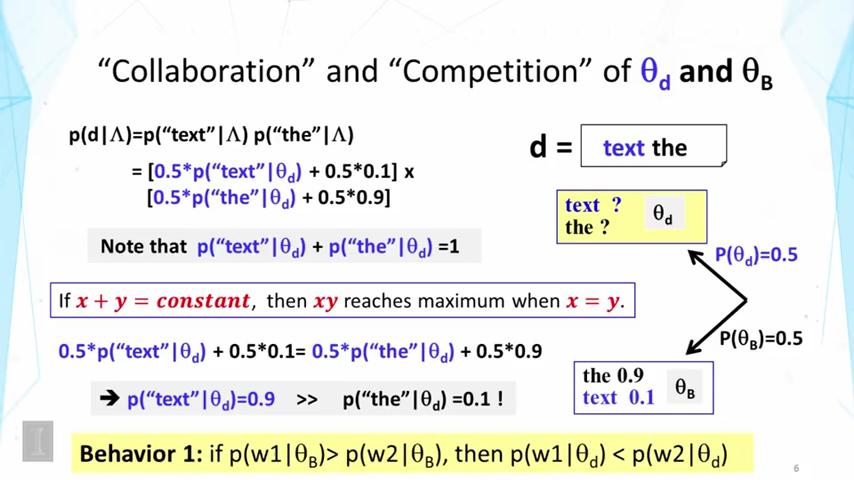 “Collaboration” and “Competition” of θd and θB
p(d|Λ)=p(“text”|Λ) p(“the”|Λ)
= [0.5*p(“text”|θd) + 0.5*0.1] x
[0.5*p(“the”|θd) + 0.5*0.9]
Note that p(“text”|θd) + p(“the”|θd) =1
If x + y = constant, then xy reaches maximum when x = y.
0.5*p(“text”|θd) + 0.5*0.1= 0.5*p(“the”|θd) + 0.5*0.9
➔ p(“text”|θd)=0.9 >> p(“the”|θd) =0.1 !
d = text the
text ? θd
the ?
P(θd)=0.5
P(θB)=0.5
the 0.9 θB
text 0.1
Behavior 1: if p(w1|θB)> p(w2|θB), then p(w1|θd) < p(w2|θd)
I
6